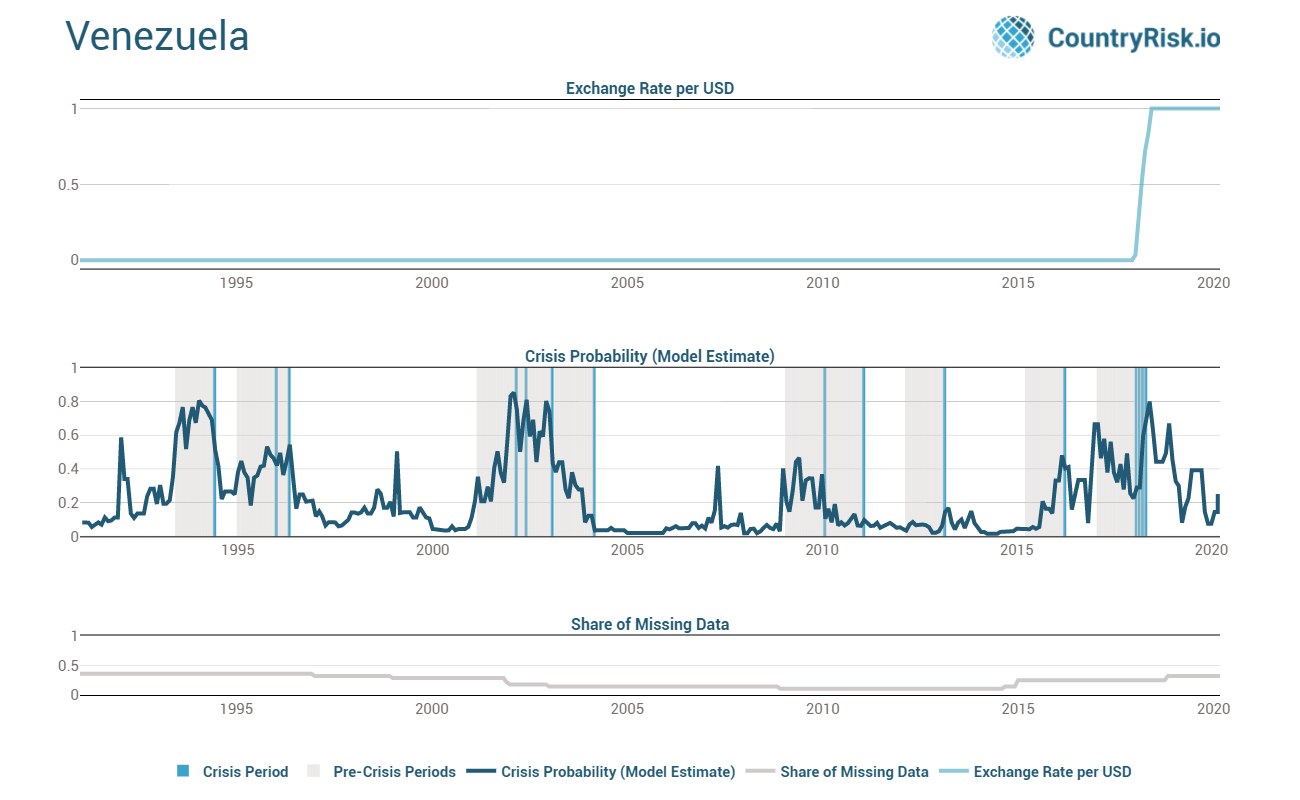 Venezuela
CountryRisk.io
Exchange Rate per USD
1
0.5
0
1995 2000 2005 2010 2015 2020
Crisis Probability (Model Estimate)
1
0.8
0.6
0.4
0.2
0
1995 2000 2005 2010 2015 2020
Share of Missing Data
1
0.5
0
1995 2000 2005 2010 2015 2020
Crisis Period Pre-Crisis Periods Crisis Probability (Model Estimate) Share of Missing Data Exchange Rate per USD